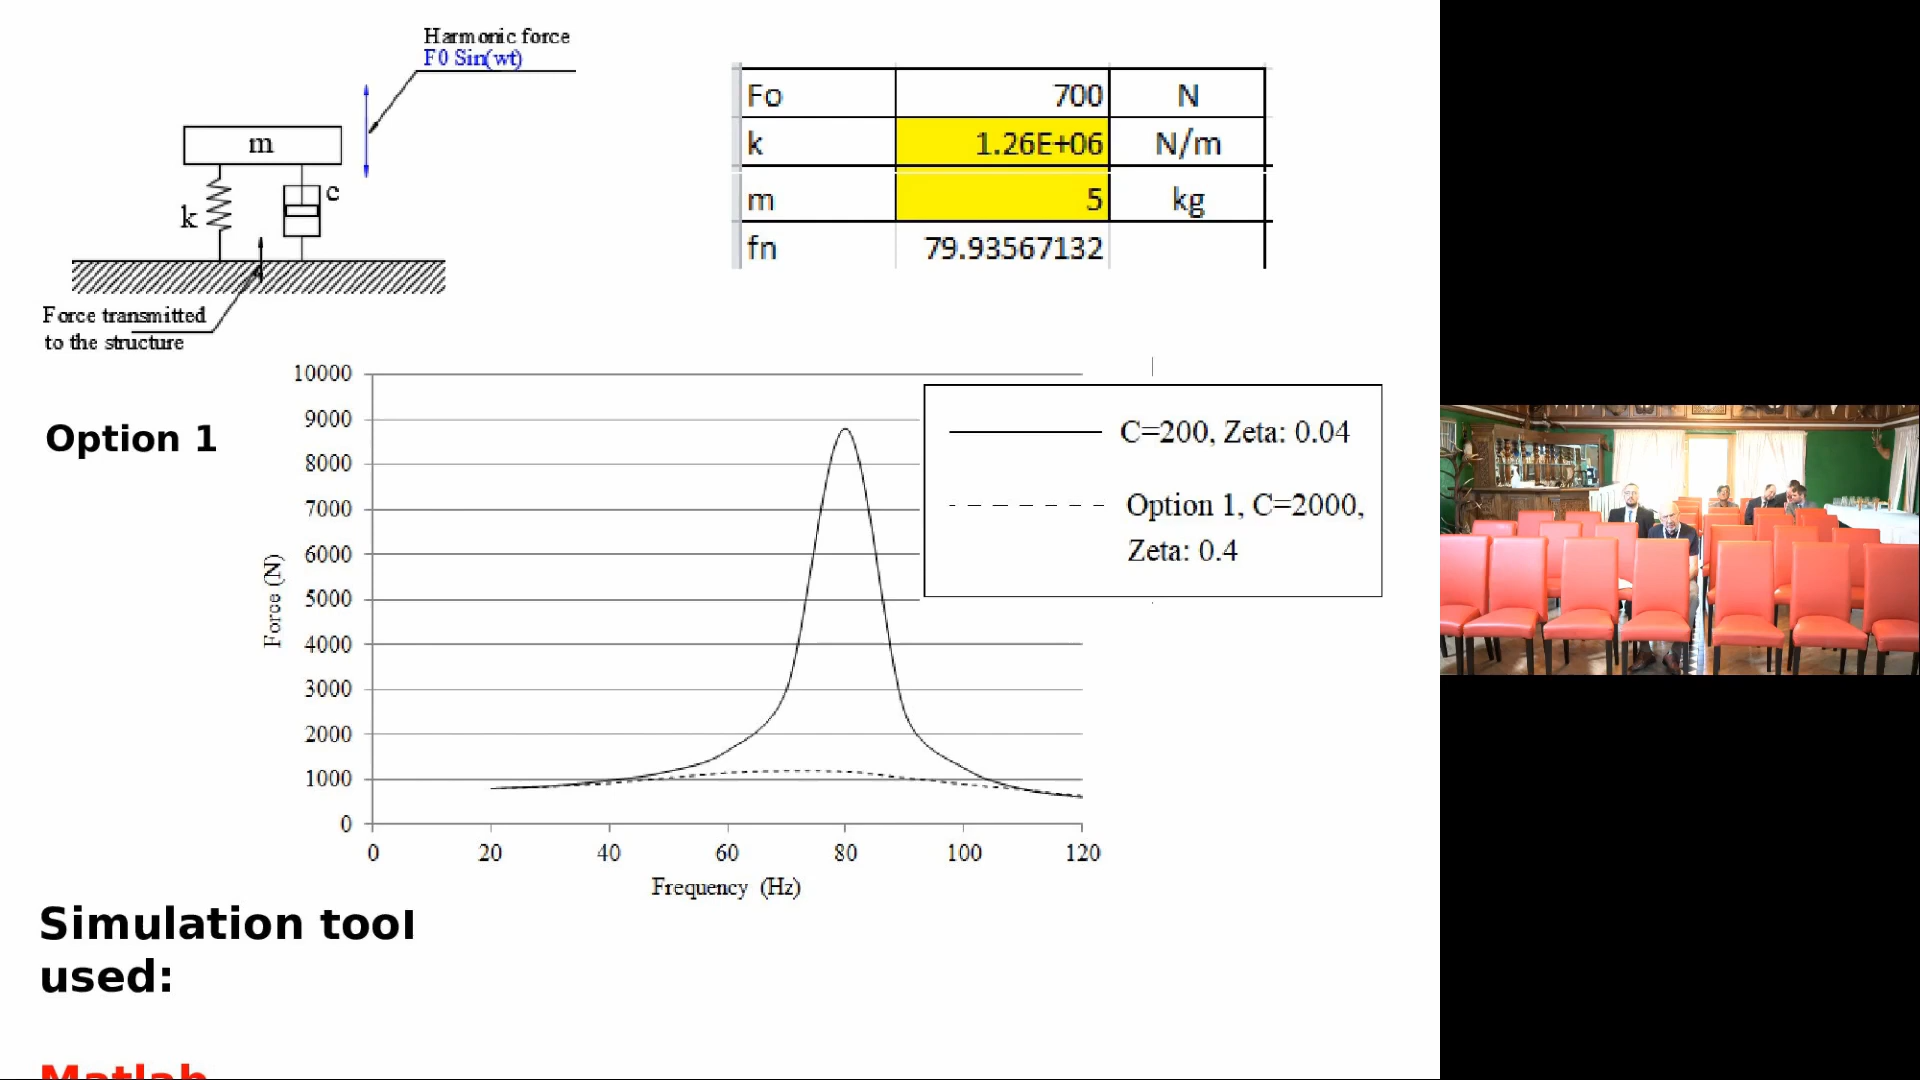 Harmonic force
F0 Sin(wt)
m
k
c
Force transmitted
to the structure
Fo 700 N
k 1.26E+06 N/m
m 5 kg
fn 79.93567132
Option 1
10000
9000
8000
7000
6000
5000
4000
3000
2000
1000
0
Force (N)
0 20 40 60 80 100 120
Frequency (Hz)
C=200, Zeta: 0.04
Option 1, C=2000,
Zeta: 0.4
Simulation tool
used:
Matlab